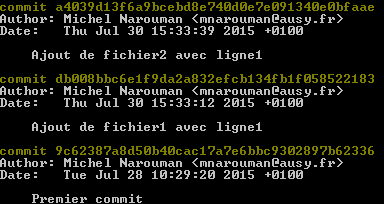 commit a4039d13f6a9bcebd8e740d0e7e091340e0bfaae
Author: Michel Narouman <mnarouman@ausy.fr>
Date:   Thu Jul 30 15:33:39 2015 +0100
Ajout de fichier2 avec ligne1
commit db008bbc6e1f9da2a832efcb134fb1f058522183
Author: Michel Narouman <mnarouman@ausy.fr>
Date:   Thu Jul 30 15:33:12 2015 +0100
Ajout de fichier1 avec ligne1
commit 9c62387a8d50b40cac17a7e6bbc9302897b62336
Author: Michel Narouman <mnarouman@ausy.fr>
Date:   Tue Jul 28 10:29:20 2015 +0100
Premier commit